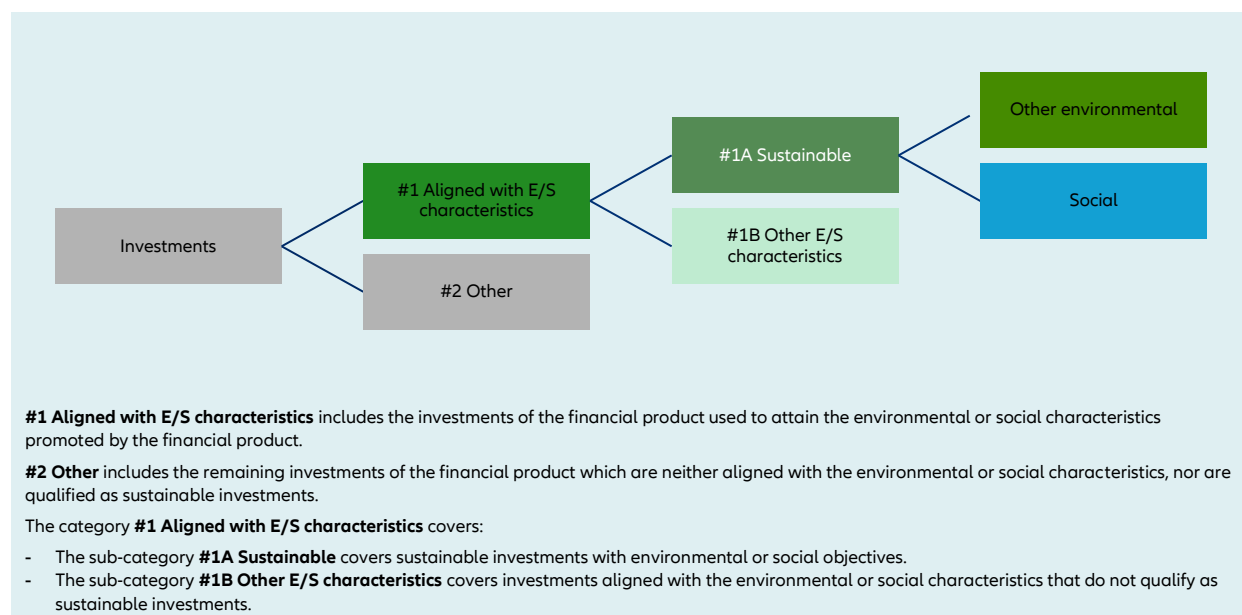 Other environmental
#1A Sustainable
#1 Aligned with E/S
characteristics
Social
Investments
#1B Other E/S
characteristics
#2 Other
#1 Aligned with E/S characteristics includes the investments of the financial product used to attain the environmental or social characteristics
promoted by the financial product.
#2 Other includes the remaining investments of the financial product which are neither aligned with the environmental or social characteristics, nor are
qualified as sustainable investments.
The category #1 Aligned with E/S characteristics covers:
- The sub-category #1A Sustainable covers sustainable investments with environmental or social objectives.
- The sub-category #1B Other E/S characteristics covers investments aligned with the environmental or social characteristics that do not qualify as
sustainable investments.